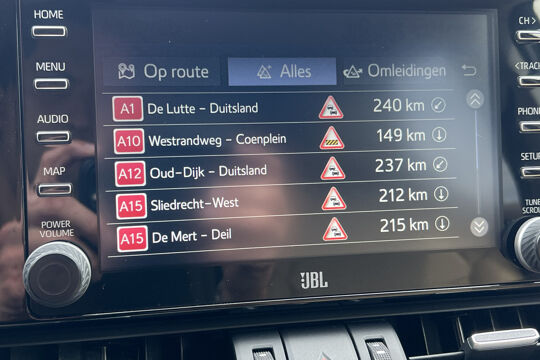 HOME
MENU
AUDIO
MAP
POWER
VOLUME
Op route Alles Omleidingen
A1 De Lutte - Duitsland 240 km
A10 Westrandweg - Coenplein 149 km
A12 Oud-Dijk - Duitsland 237 km
A15 Sliedrecht-West 212 km
A15 De Mert - Deil 215 km
JBL
CH >
< TRACK
PHONE
SETUP
TUNE
SCROLL